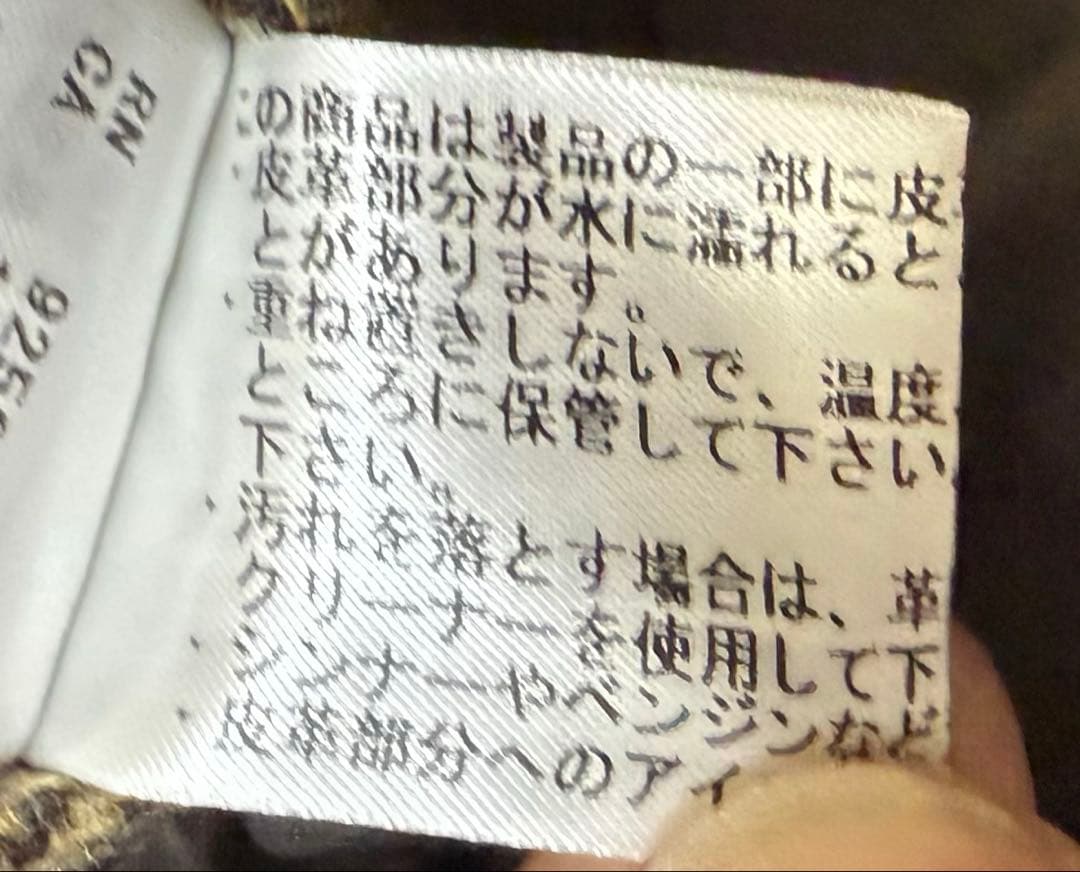 RN
CA
925
この商品は製品の一部に皮
・皮革部分が水に濡れると
とがあります。
・重ね置きしないで、温度
ところに保管して下さい
下さい。
・汚れを落とす場合は、革
クリーナーを使用して下
・シンナーやベンジンなど
・皮革部分へのアイ